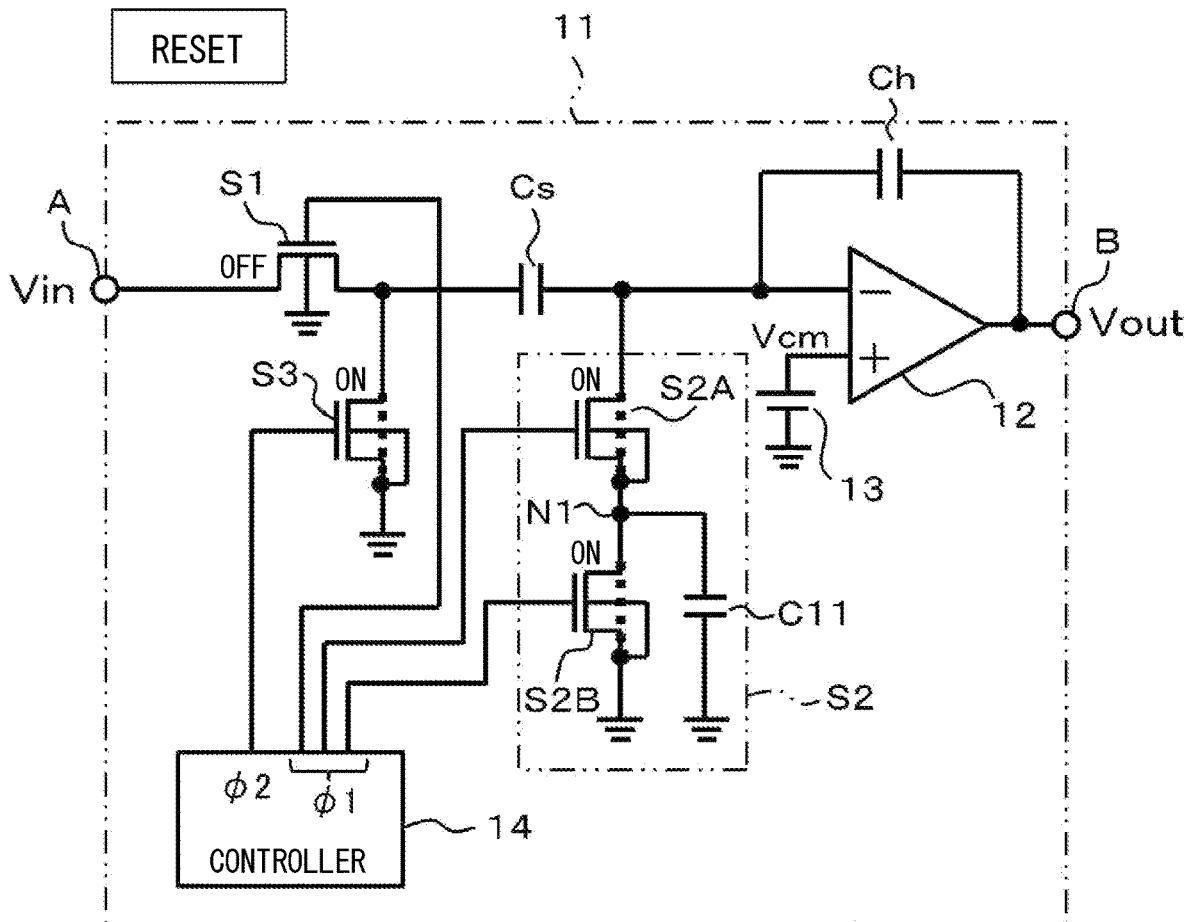 RESET
11
Ch
A
S1
Cs
B
OFF
Vin
−
Vout
Vcm
+
S3
ON
ON
S2A
12
13
N1
ON
C11
S2B
S2
ϕ2
ϕ1
14
CONTROLLER